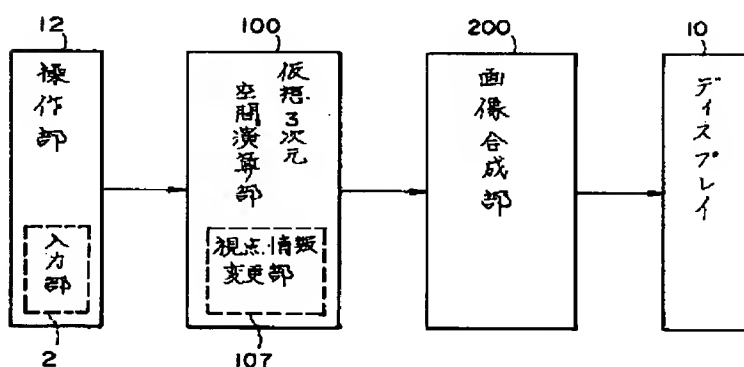 12
操作部
入力部
2
100
仮想3次元
空間演算部
視点情報
変更部
107
200
画像合成部
10
ディスプレイ